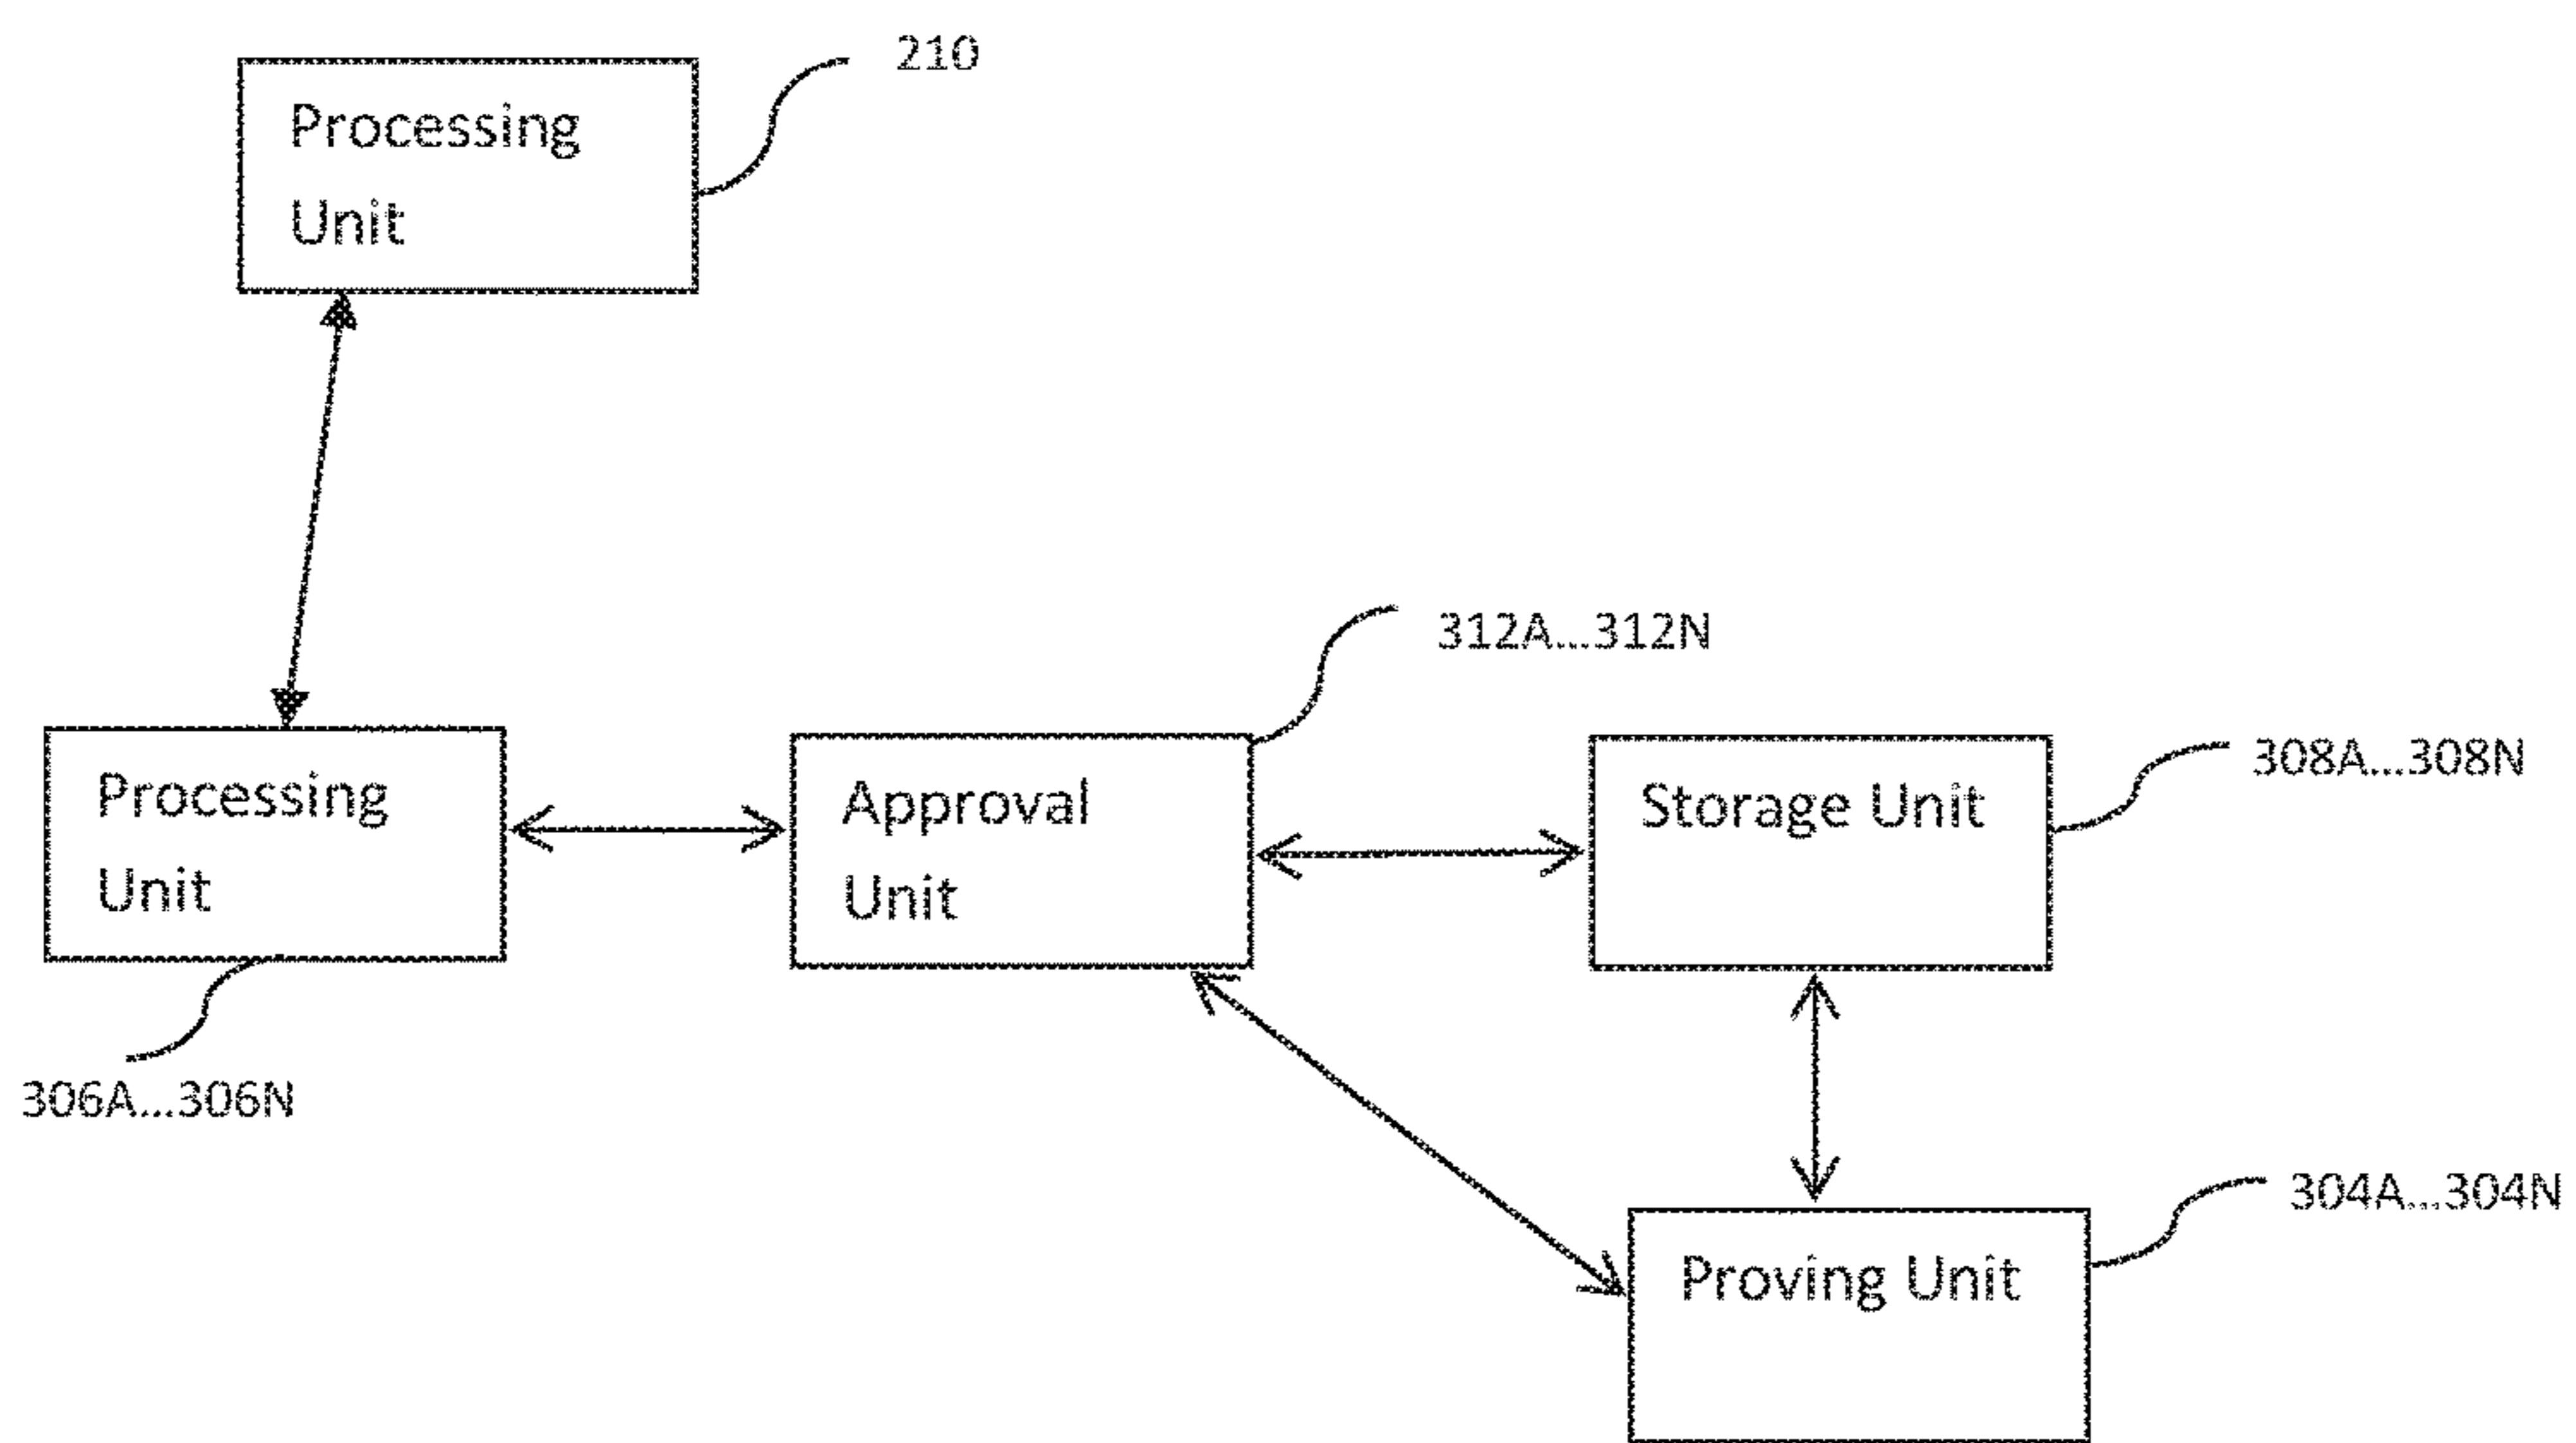 210
Processing
Unit
312A...312N
308A...308N
Processing
Unit
Approval
Unit
Storage Unit
306A...306N
304A...304N
Proving Unit